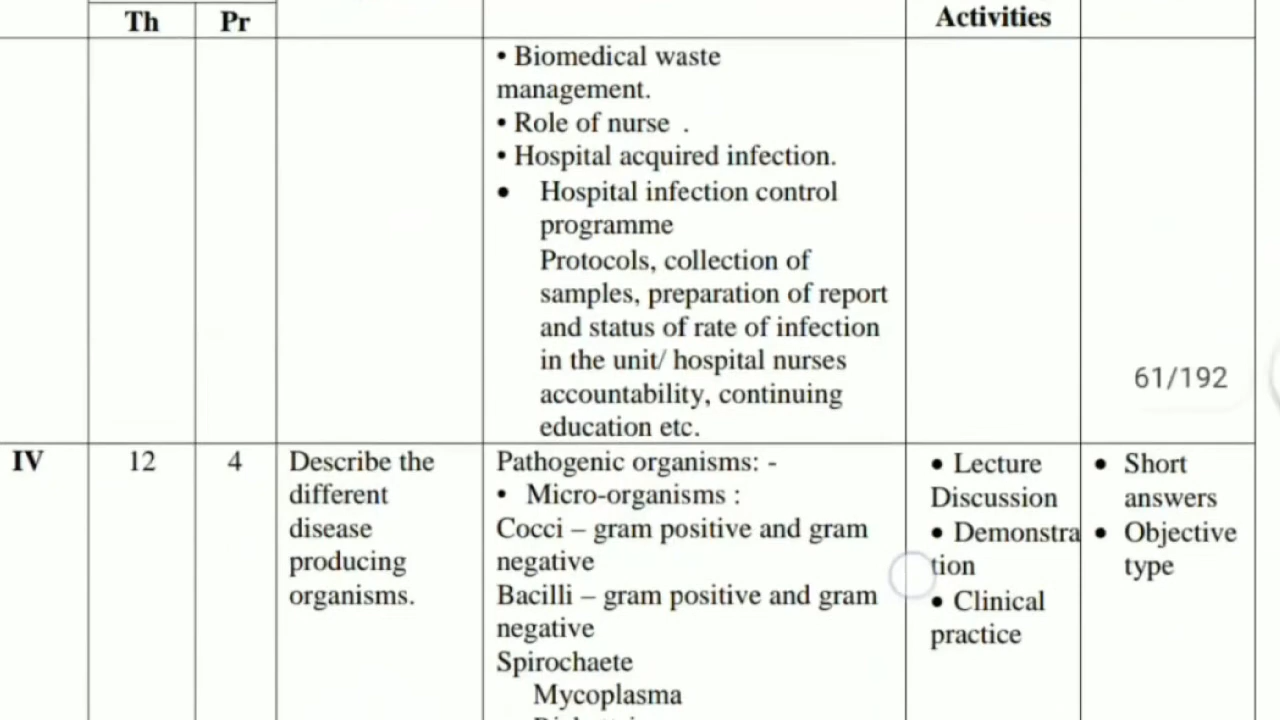 Th
Pr
Activities
• Biomedical waste
management.
• Role of nurse .
• Hospital acquired infection.
• Hospital infection control
programme
Protocols, collection of
samples, preparation of report
and status of rate of infection
in the unit/ hospital nurses
accountability, continuing
education etc.
61/192
IV
12
4
Describe the
different
disease
producing
organisms.
Pathogenic organisms: -
• Micro-organisms :
Cocci – gram positive and gram
negative
Bacilli – gram positive and gram
negative
Spirochaete
Mycoplasma
• Lecture
Discussion
• Demonstra
tion
• Clinical
practice
• Short
answers
• Objective
type